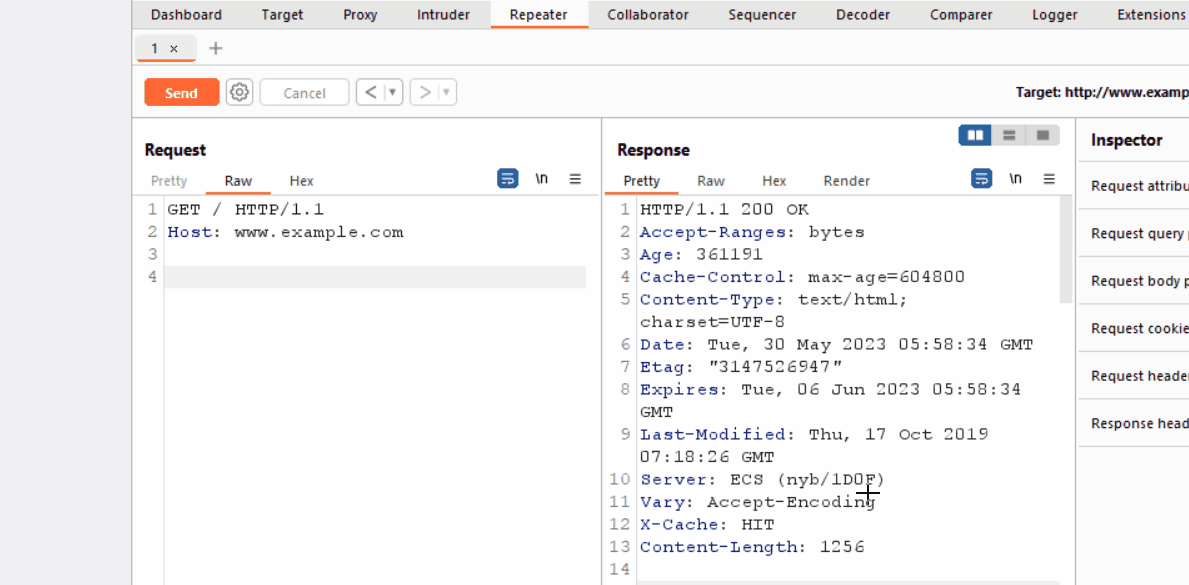 Dashboard Target Proxy Intruder Repeater Collaborator Sequencer Decoder Comparer Logger Extensions
1 × +
Send Cancel < ▼ > ▼ Target: http://www.examp
Request
Pretty Raw Hex \n ≡
1 GET / HTTP/1.1
2 Host: www.example.com
3
4
Response
Pretty Raw Hex Render \n ≡
1 HTTP/1.1 200 OK
2 Accept-Ranges: bytes
3 Age: 361191
4 Cache-Control: max-age=604800
5 Content-Type: text/html;
charset=UTF-8
6 Date: Tue, 30 May 2023 05:58:34 GMT
7 Etag: "3147526947"
8 Expires: Tue, 06 Jun 2023 05:58:34
GMT
9 Last-Modified: Thu, 17 Oct 2019
07:18:26 GMT
10 Server: ECS (nyb/1D0F)
11 Vary: Accept-Encoding
12 X-Cache: HIT
13 Content-Length: 1256
14
Inspector
Request attribu
Request query p
Request body p
Request cookie
Request header
Response head